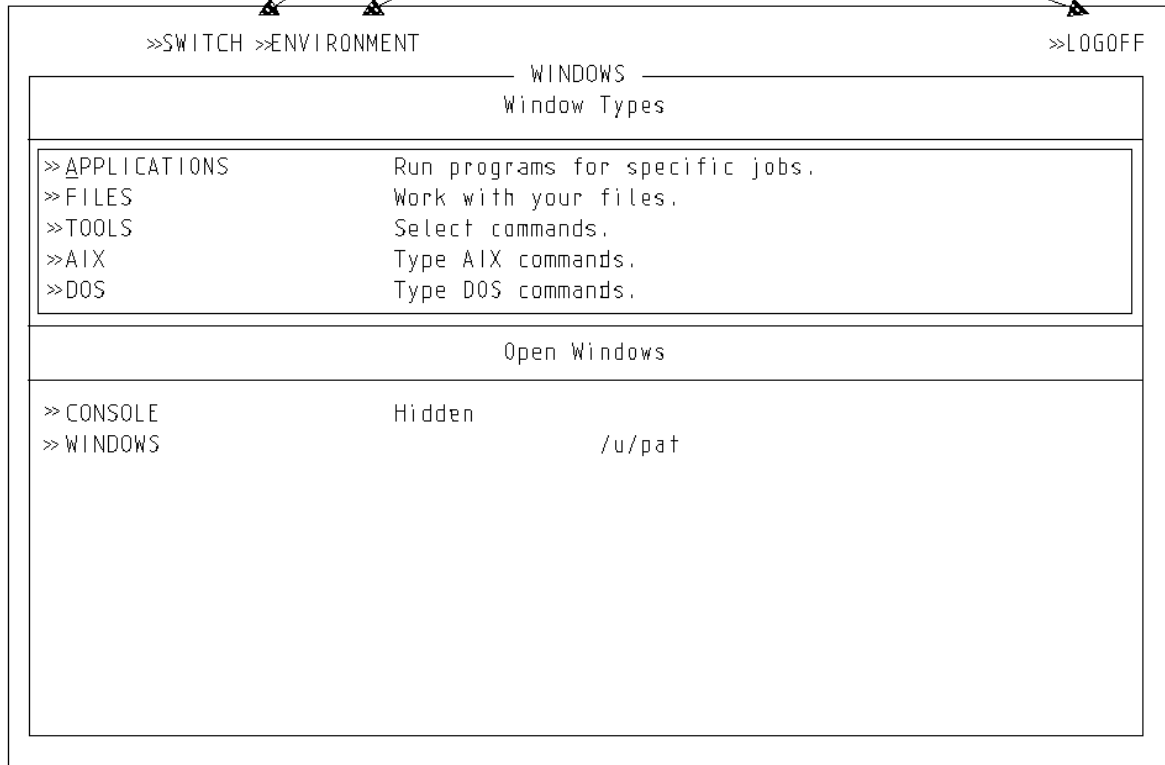 »SWITCH »ENVIRONMENT »LOGOFF
WINDOWS
Window Types
»APPLICATIONS Run programs for specific jobs.
»FILES Work with your files.
»TOOLS Select commands.
»AIX Type AIX commands.
»DOS Type DOS commands.
Open Windows
»CONSOLE Hidden
»WINDOWS /u/pat